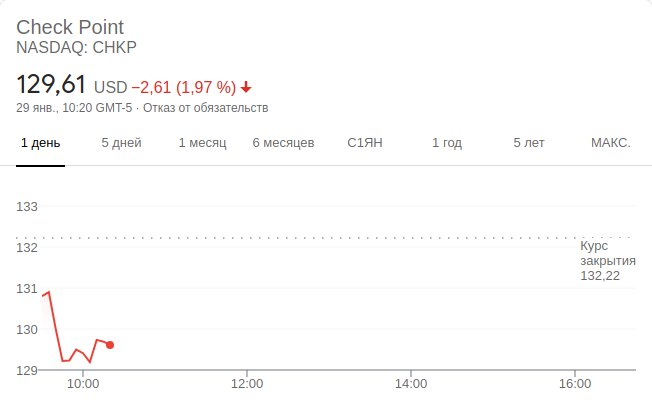 Check Point
NASDAQ: CHKP
129,61 USD −2,61 (1,97 %)
29 янв., 10:20 GMT-5 · Отказ от обязательств
1 день 5 дней 1 месяц 6 месяцев С1ЯН 1 год 5 лет МАКС.
133
132
131
130
129
Курс
закрытия
132,22
10:00 12:00 14:00 16:00